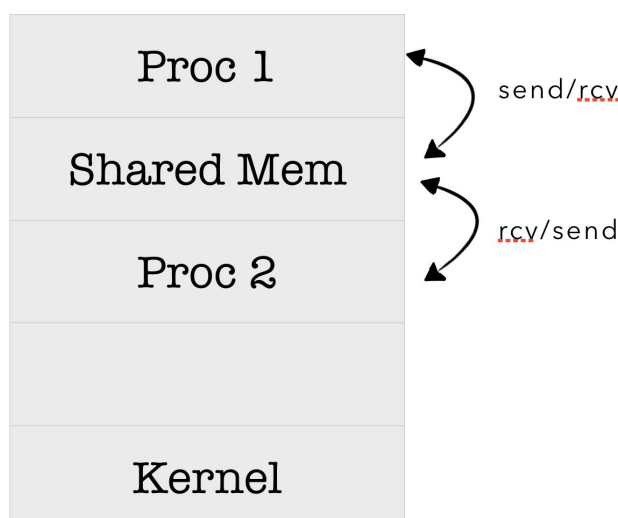 Proc 1
send/rcv
Shared Mem
rcv/send
Proc 2
Kernel